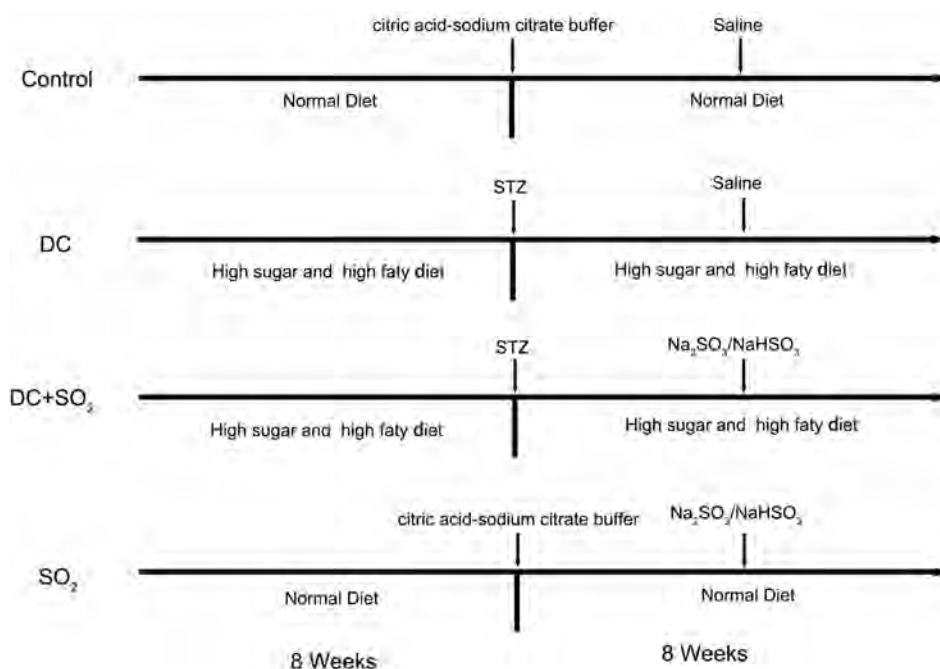 citric acid-sodium citrate buffer Saline
Control
Normal Diet Normal Diet
STZ Saline
DC
High sugar and high faty diet High sugar and high faty diet
STZ Na₂SO₃/NaHSO₃
DC+SO₂
High sugar and high faty diet High sugar and high faty diet
citric acid-sodium citrate buffer Na₂SO₃/NaHSO₃
SO₂
Normal Diet Normal Diet
8 Weeks 8 Weeks